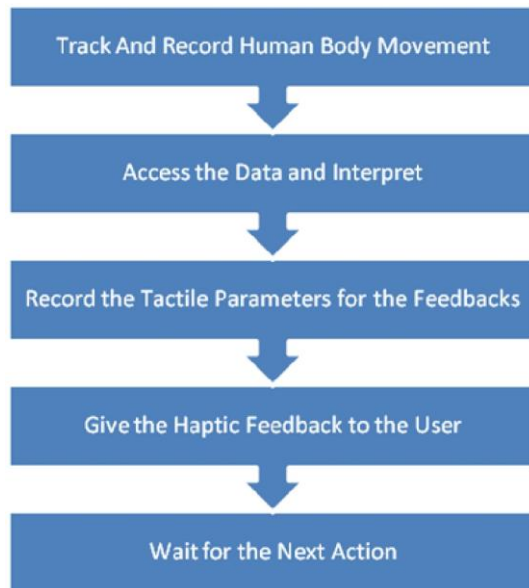 Track And Record Human Body Movement
Access the Data and Interpret
Record the Tactile Parameters for the Feedbacks
Give the Haptic Feedback to the User
Wait for the Next Action